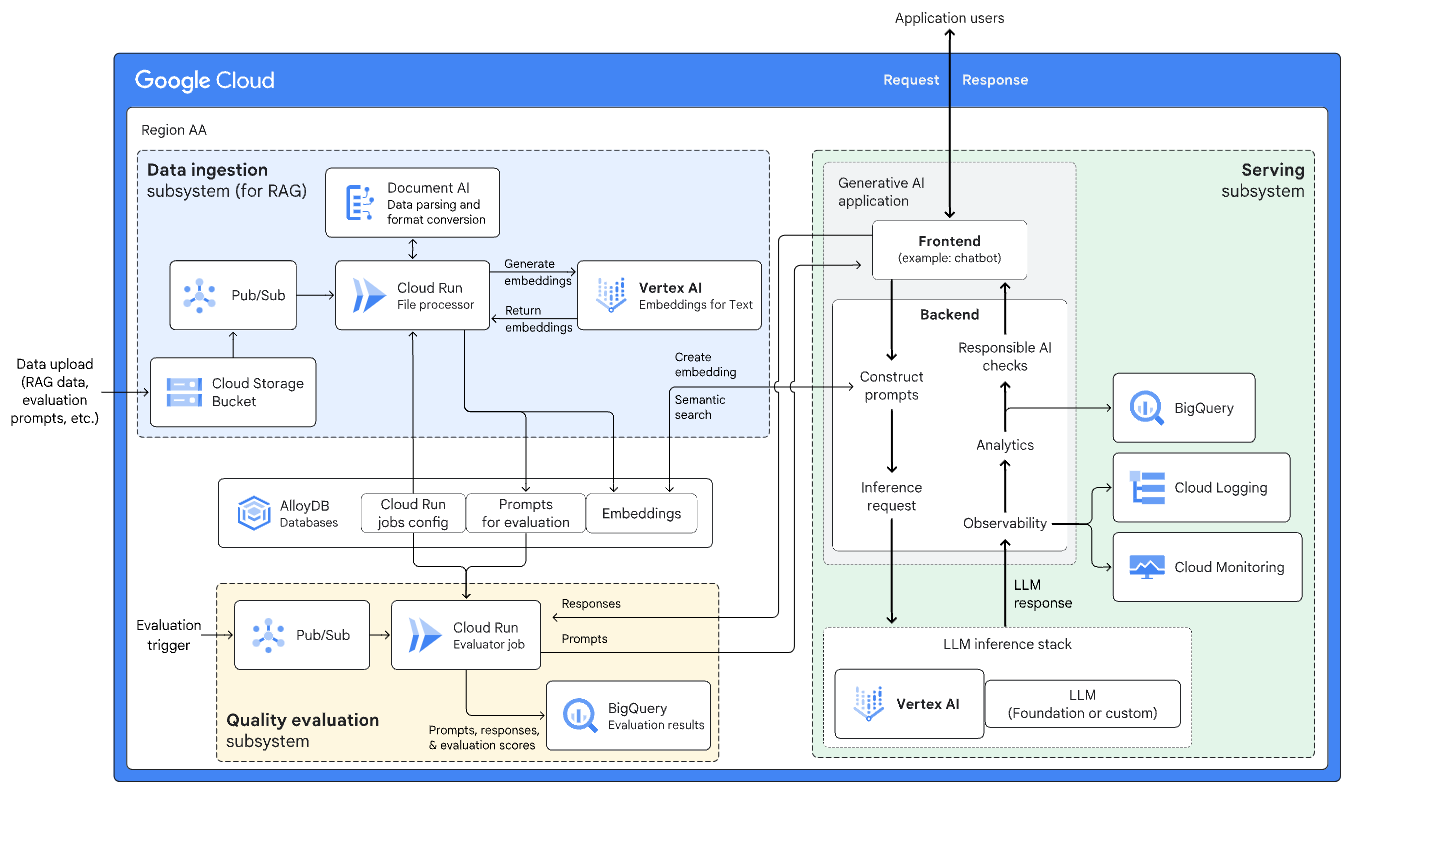 Application users
Google Cloud
Request
Response
Region AA
Data ingestion
subsystem (for RAG)
Document AI
Data parsing and
format conversion
Pub/Sub
Cloud Run
File processor
Generate
embeddings
Return
embeddings
Vertex AI
Embeddings for Text
Data upload
(RAG data,
evaluation
prompts, etc.)
Cloud Storage
Bucket
Create
embedding
Semantic
search
AlloyDB
Databases
Cloud Run
jobs config
Prompts
for evaluation
Embeddings
Evaluation
trigger
Pub/Sub
Cloud Run
Evaluator job
Responses
Prompts
BigQuery
Evaluation results
Prompts, responses,
& evaluation scores
Quality evaluation
subsystem
Serving
subsystem
Generative AI
application
Frontend
(example: chatbot)
Backend
Responsible AI
checks
Construct
prompts
Analytics
Inference
request
Observability
BigQuery
Cloud Logging
Cloud Monitoring
LLM
response
LLM inference stack
Vertex AI
LLM
(Foundation or custom)